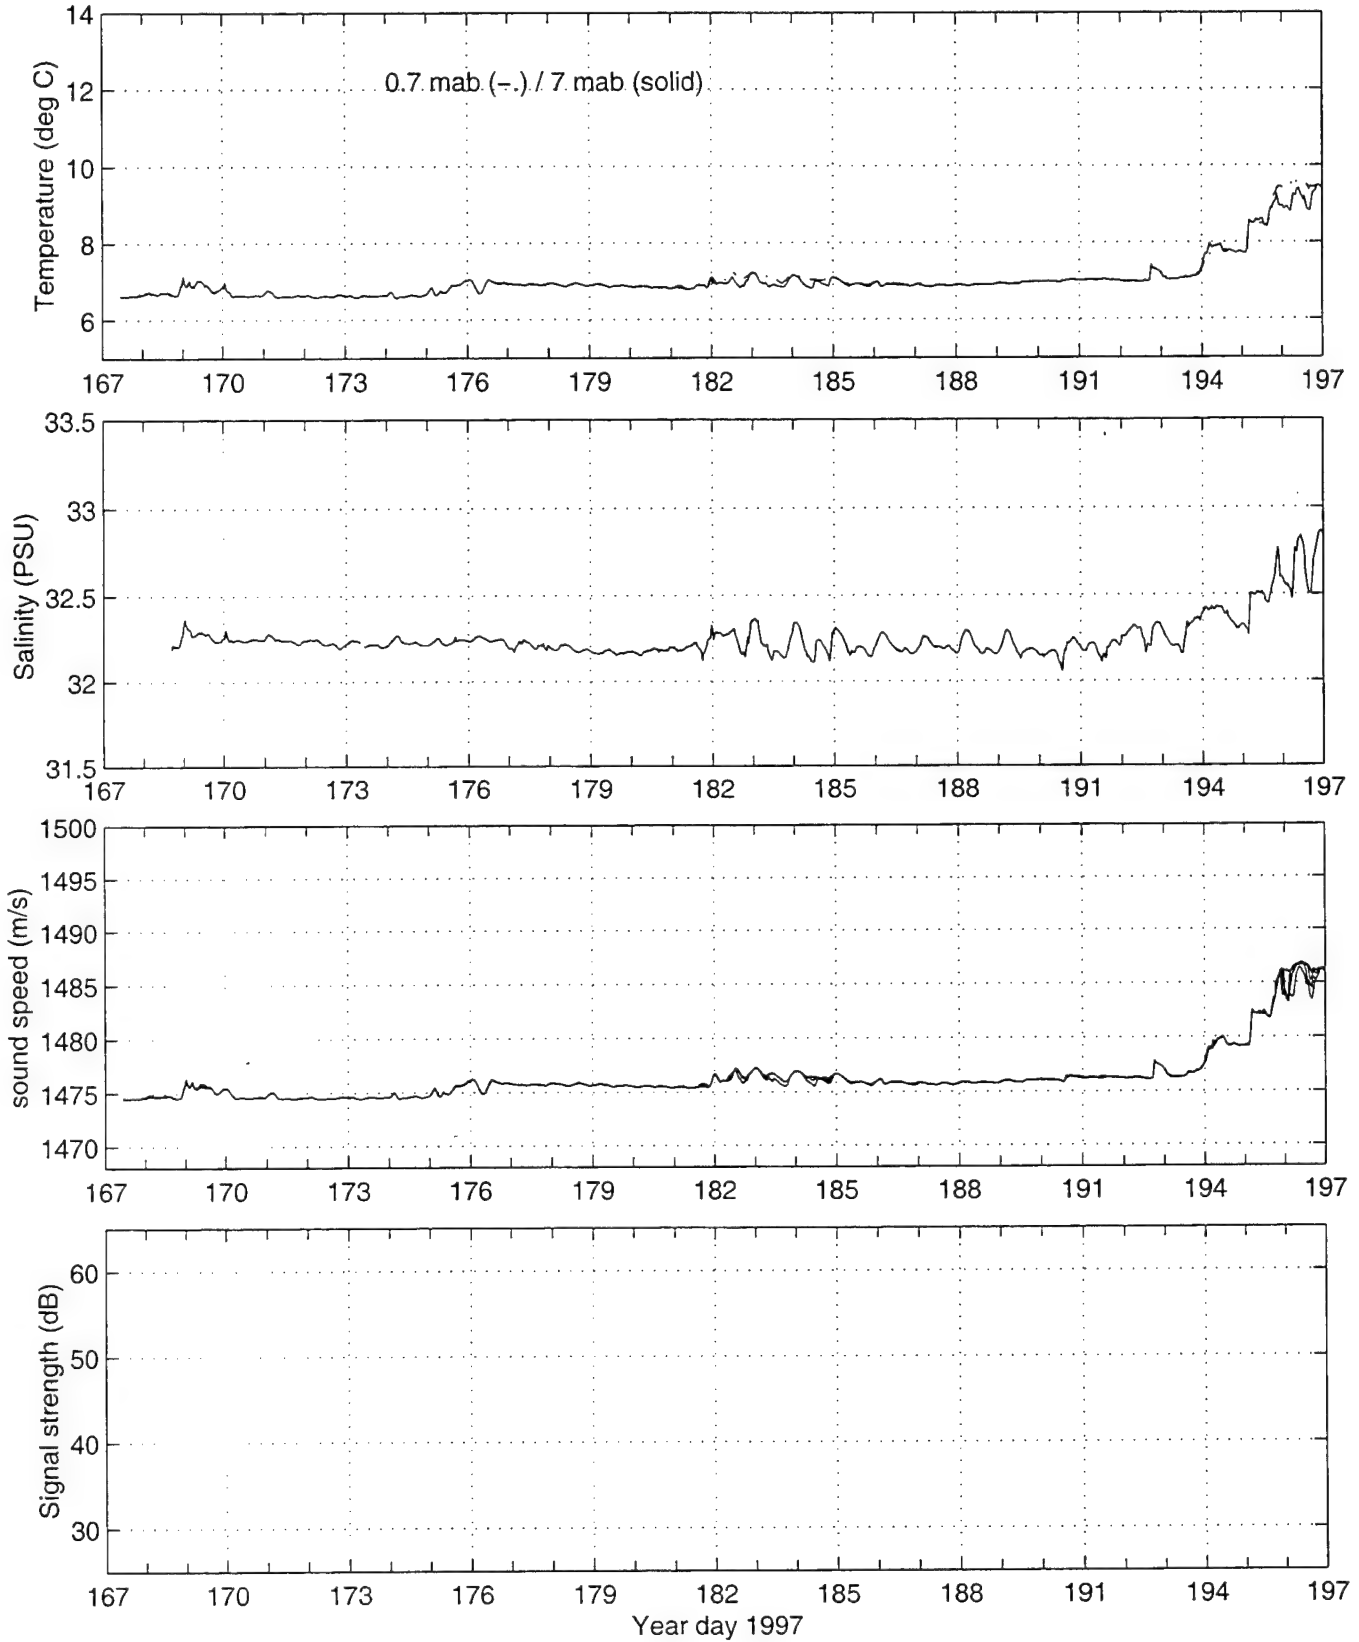 14
12
10
8
6
Temperature (deg C)
0.7 mab (-.) / 7 mab (solid)
167 170 173 176 179 182 185 188 191 194 197
33.5
33
32.5
32
31.5
Salinity (PSU)
167 170 173 176 179 182 185 188 191 194 197
1500
1495
1490
1485
1480
1475
1470
sound speed (m/s)
167 170 173 176 179 182 185 188 191 194 197
60
50
40
30
Signal strength (dB)
167 170 173 176 179 182 185 188 191 194 197
Year day 1997